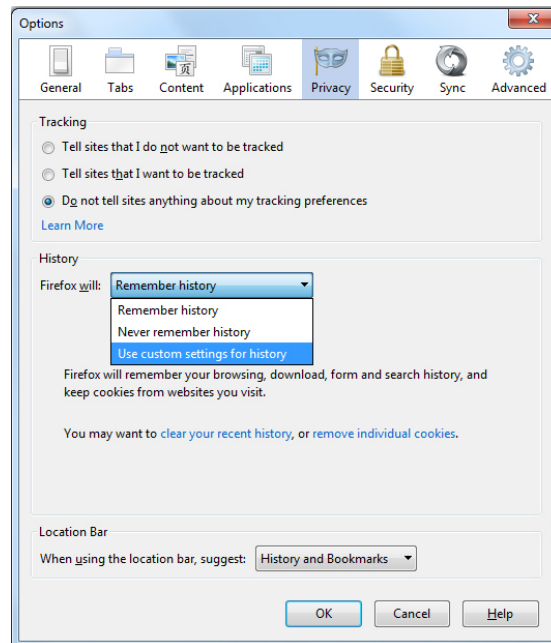 Options
General Tabs Content Applications Privacy Security Sync Advanced
Tracking
Tell sites that I do not want to be tracked
Tell sites that I want to be tracked
Do not tell sites anything about my tracking preferences
Learn More
History
Firefox will: Remember history
Remember history
Never remember history
Use custom settings for history
Firefox will remember your browsing, download, form and search history, and
keep cookies from websites you visit.
You may want to clear your recent history, or remove individual cookies.
Location Bar
When using the location bar, suggest: History and Bookmarks
OK Cancel Help